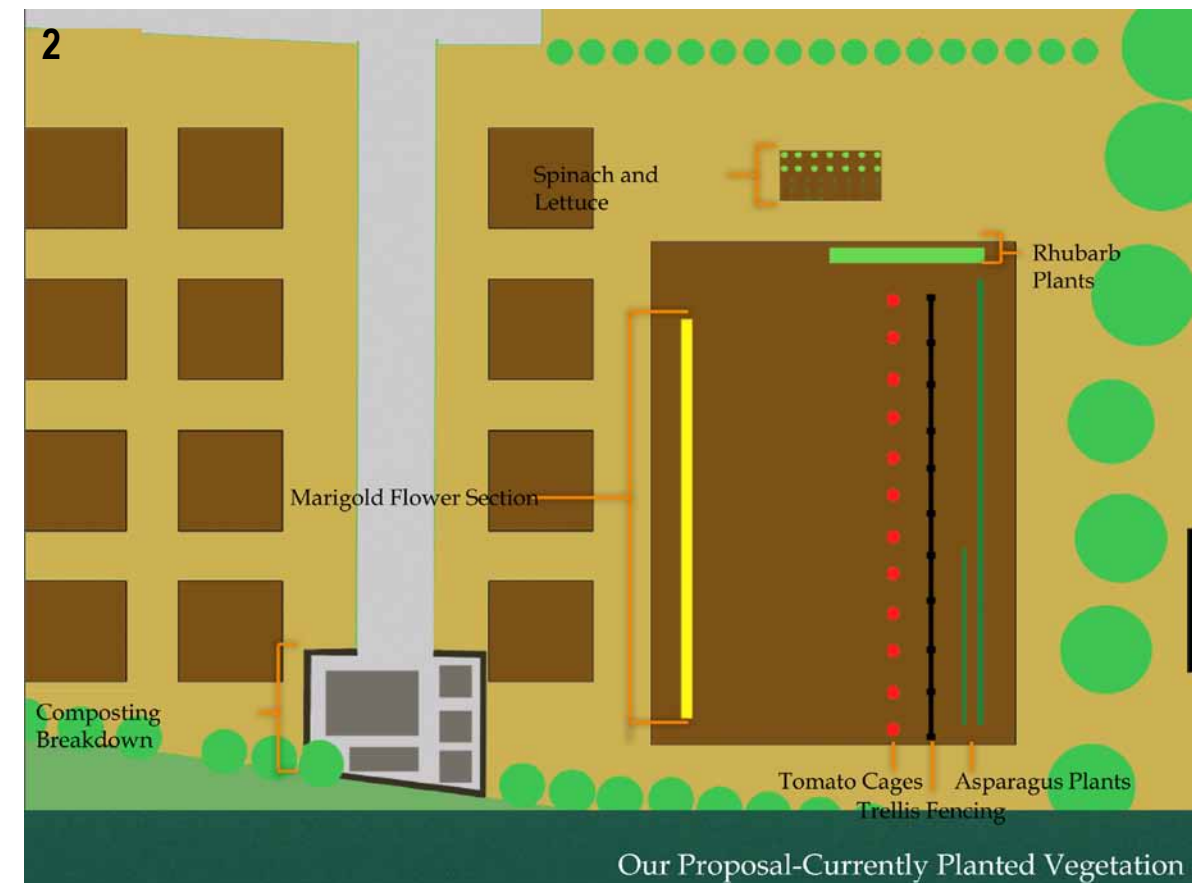 2
Spinach and
Lettuce
Rhubarb
Plants
Marigold Flower Section
Composting
Breakdown
Tomato Cages
Asparagus Plants
Trellis Fencing
Our Proposal-Currently Planted Vegetation